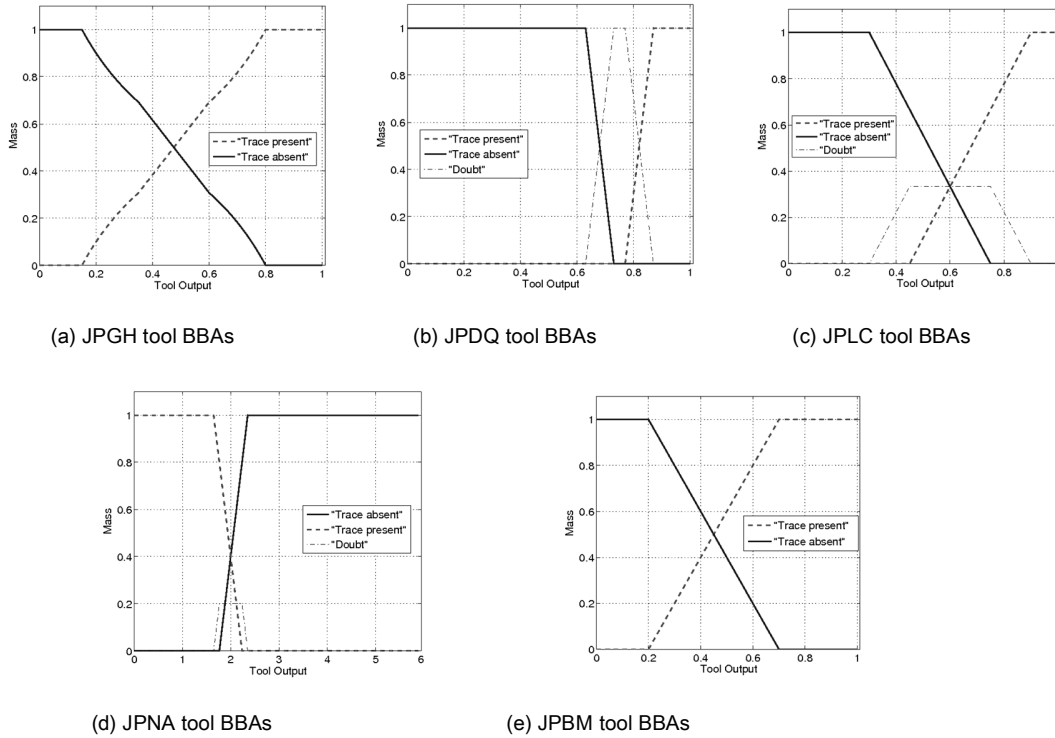 1
0.8
0.6
0.4
0.2
0
Mass
0 0.2 0.4 0.6 0.8 1
Tool Output
"Trace present"
"Trace absent"
(a) JPGH tool BBAs
1
0.8
0.6
0.4
0.2
0
Mass
0 0.2 0.4 0.6 0.8 1
Tool Output
"Trace present"
"Trace absent"
"Doubt"
(b) JPDQ tool BBAs
1
0.8
0.6
0.4
0.2
0
Mass
0 0.2 0.4 0.6 0.8 1
Tool Output
"Trace present"
"Trace absent"
"Doubt"
(c) JPLC tool BBAs
1
0.8
0.6
0.4
0.2
0
Mass
0 1 2 3 4 5 6
Tool Output
"Trace absent"
"Trace present"
"Doubt"
(d) JPNA tool BBAs
1
0.8
0.6
0.4
0.2
0
Mass
0 0.2 0.4 0.6 0.8 1
Tool Output
"Trace present"
"Trace absent"
(e) JPBM tool BBAs